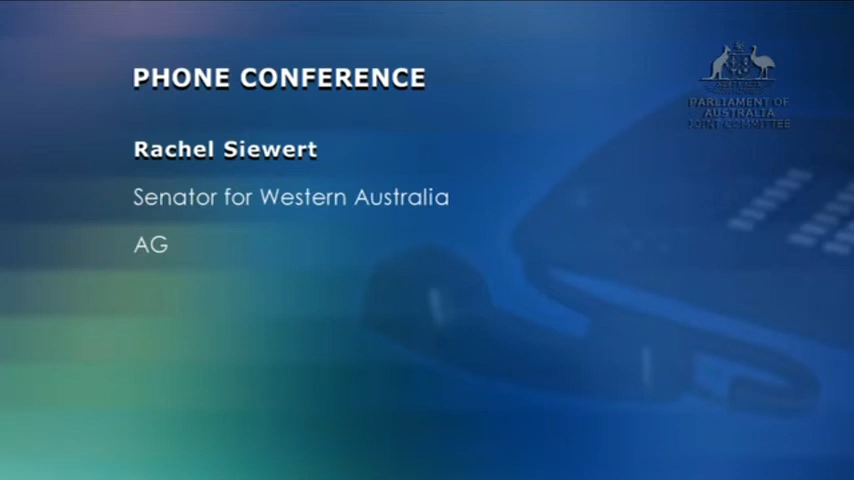 PHONE CONFERENCE
PARLIAMENT OF
AUSTRALIA
JOINT COMMITTEE
Rachel Siewert
Senator for Western Australia
AG